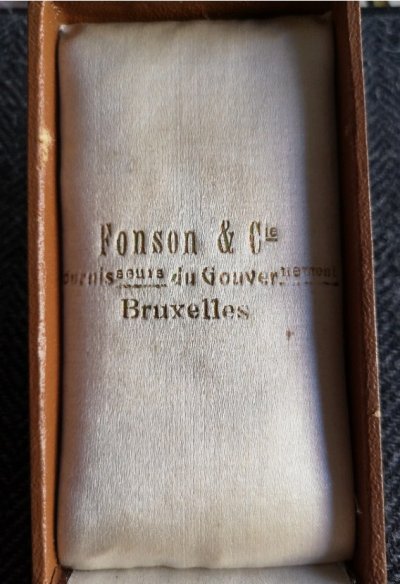 Fonson & Cie
Fournisseurs du Gouvernement
Bruxelles